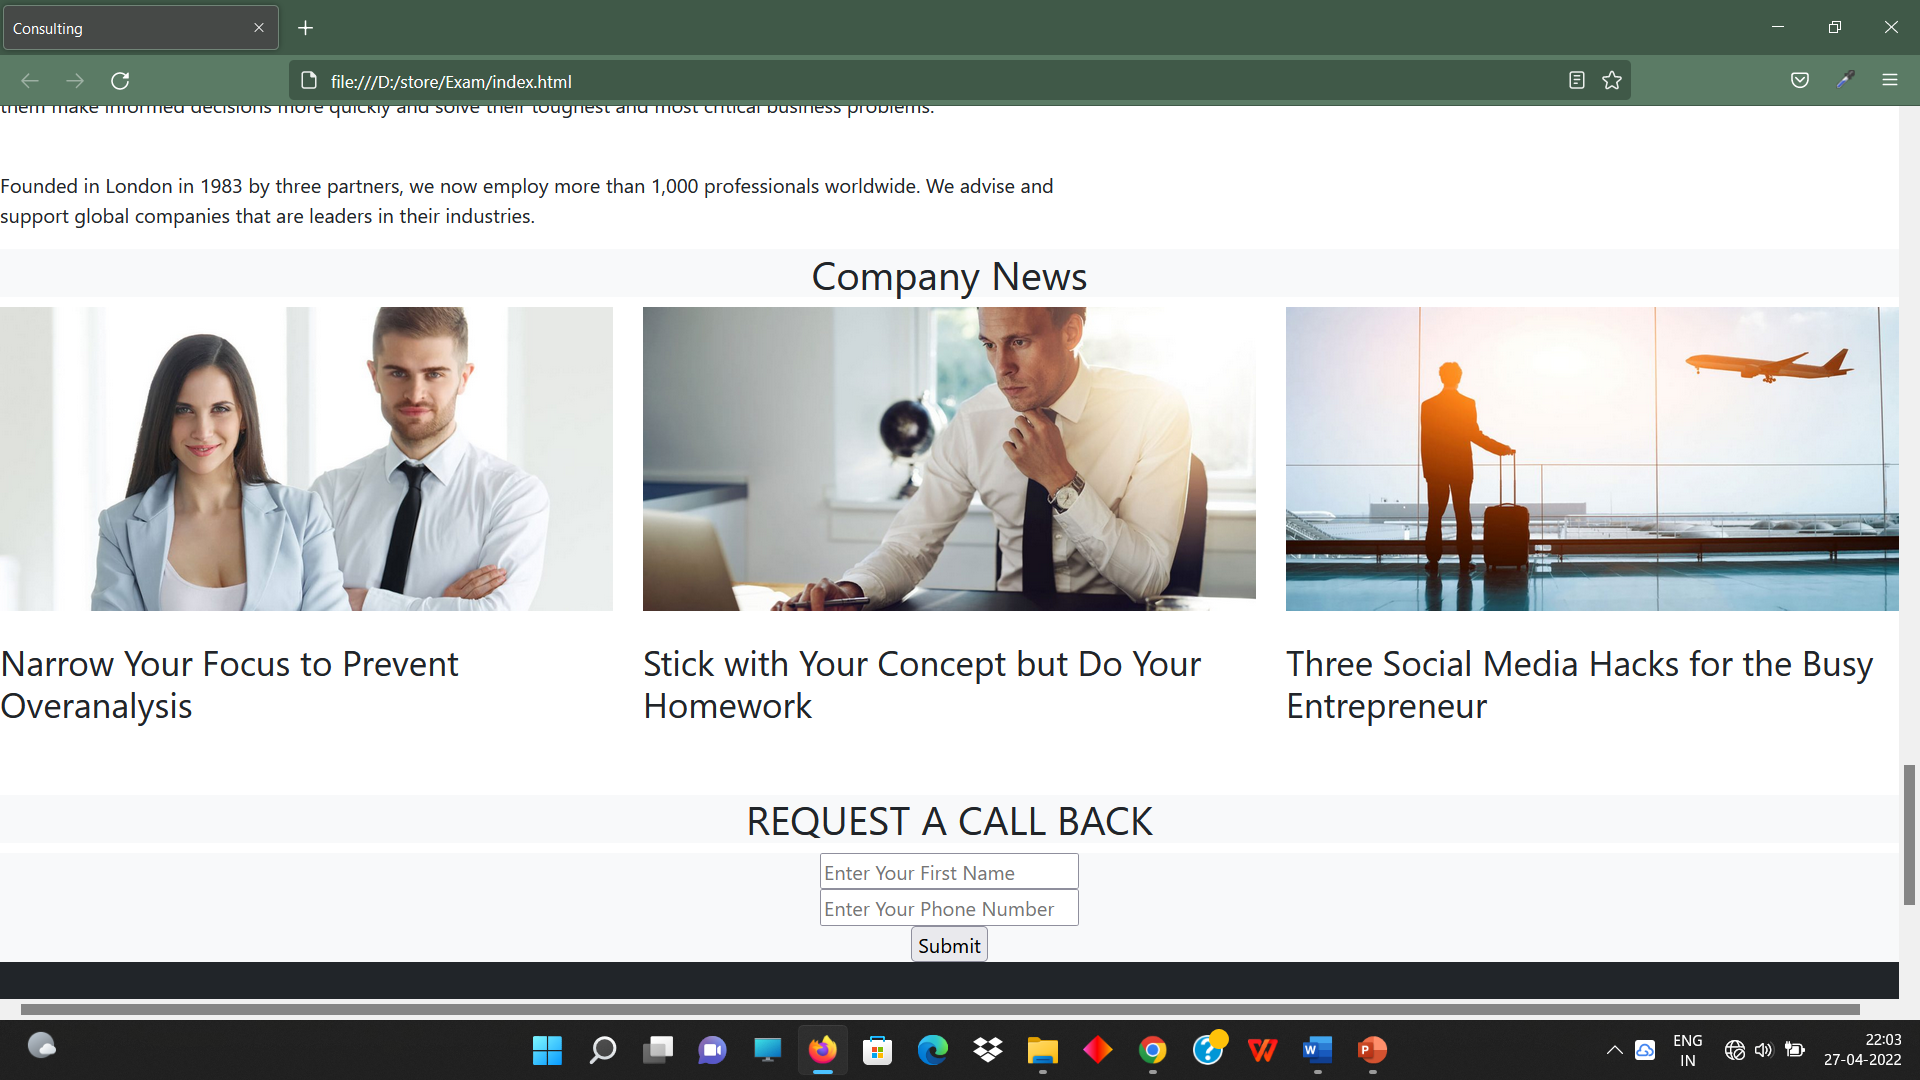 Consulting
file:///D:/store/Exam/index.html
them make informed decisions more quickly and solve their toughest and most critical business problems.
Founded in London in 1983 by three partners, we now employ more than 1,000 professionals worldwide. We advise and
support global companies that are leaders in their industries.
Company News
Narrow Your Focus to Prevent
Overanalysis
Stick with Your Concept but Do Your
Homework
Three Social Media Hacks for the Busy
Entrepreneur
REQUEST A CALL BACK
Enter Your First Name
Enter Your Phone Number
Submit
ENG
IN
22:03
27-04-2022